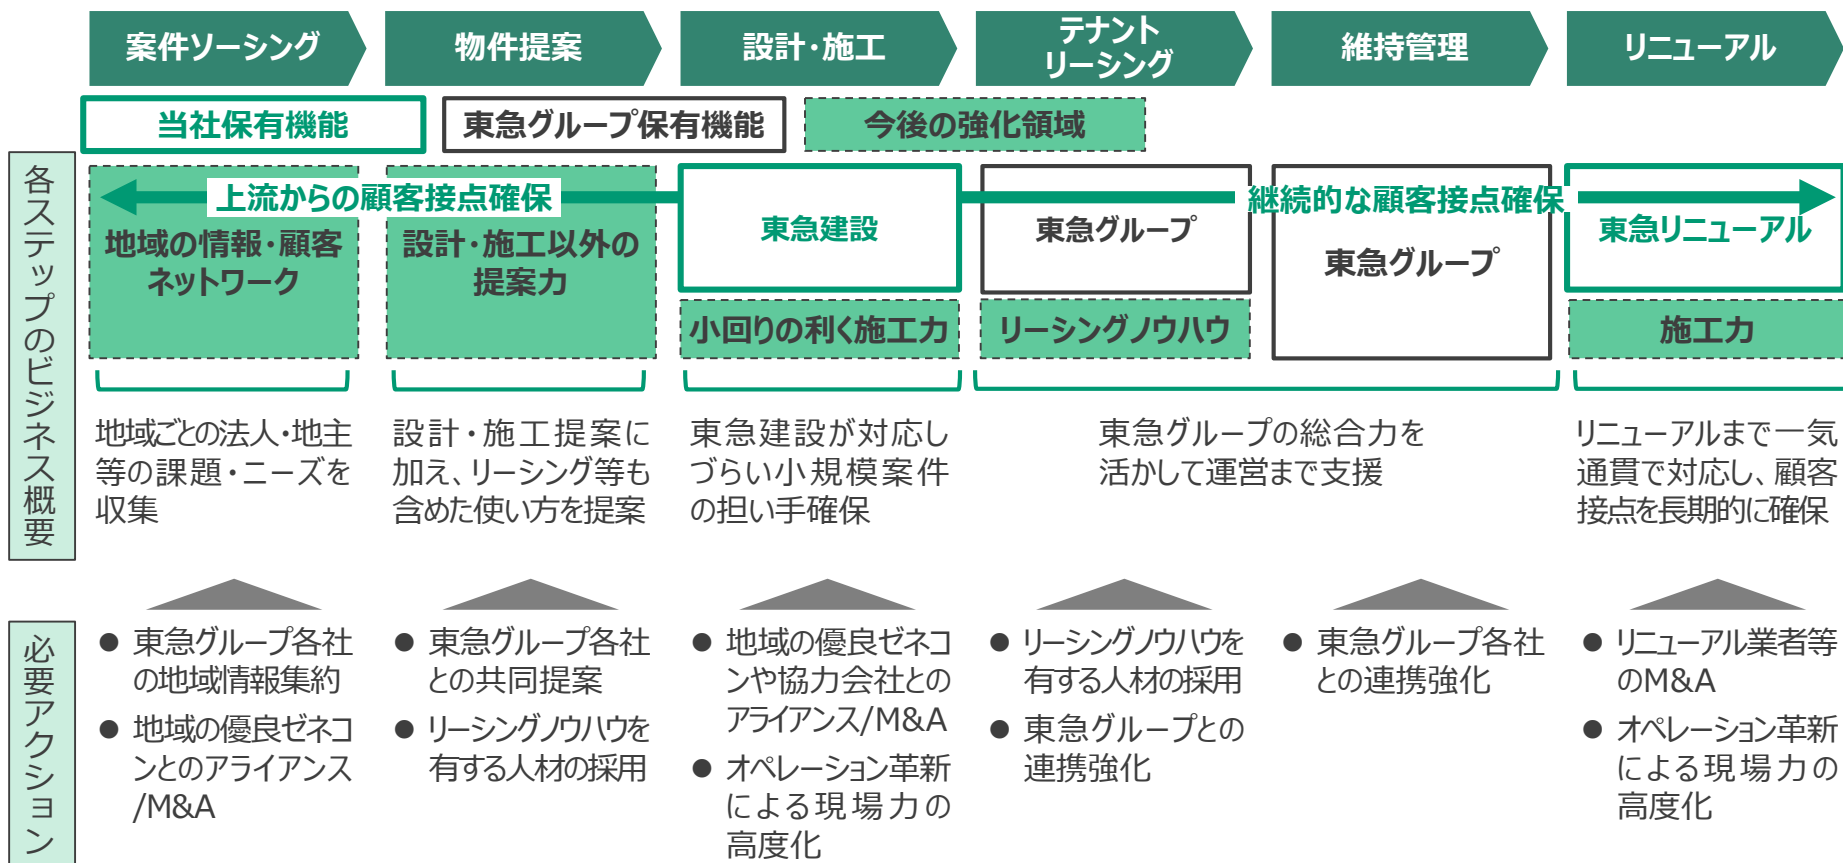 案件ソーシング
物件提案
設計・施工
テナント
リーシング
維持管理
リニューアル
当社保有機能
東急グループ保有機能
今後の強化領域
各ステップのビジネス概要
上流からの顧客接点確保
継続的な顧客接点確保
地域の情報・顧客
ネットワーク
設計・施工以外の
提案力
東急建設
小回りの利く施工力
東急グループ
リーシングノウハウ
東急グループ
東急リニューアル
施工力
地域ごとの法人・地主
等の課題・ニーズを
収集
設計・施工提案に
加え、リーシング等も
含めた使い方を提案
東急建設が対応し
づらい小規模案件
の担い手確保
東急グループの総合力を
活かして運営まで支援
リニューアルまで一気
通貫で対応し、顧客
接点を長期的に確保
必要アクション
● 東急グループ各社
の地域情報集約
● 地域の優良ゼネコ
ンとのアライアンス
/M&A
● 東急グループ各社
との共同提案
● リーシングノウハウを
有する人材の採用
● 地域の優良ゼネコ
ンや協力会社との
アライアンス/M&A
● オペレーション革新
による現場力の
高度化
● リーシングノウハウを
有する人材の採用
● 東急グループとの
連携強化
● 東急グループ各社
との連携強化
● リニューアル業者等
のM&A
● オペレーション革新
による現場力の
高度化